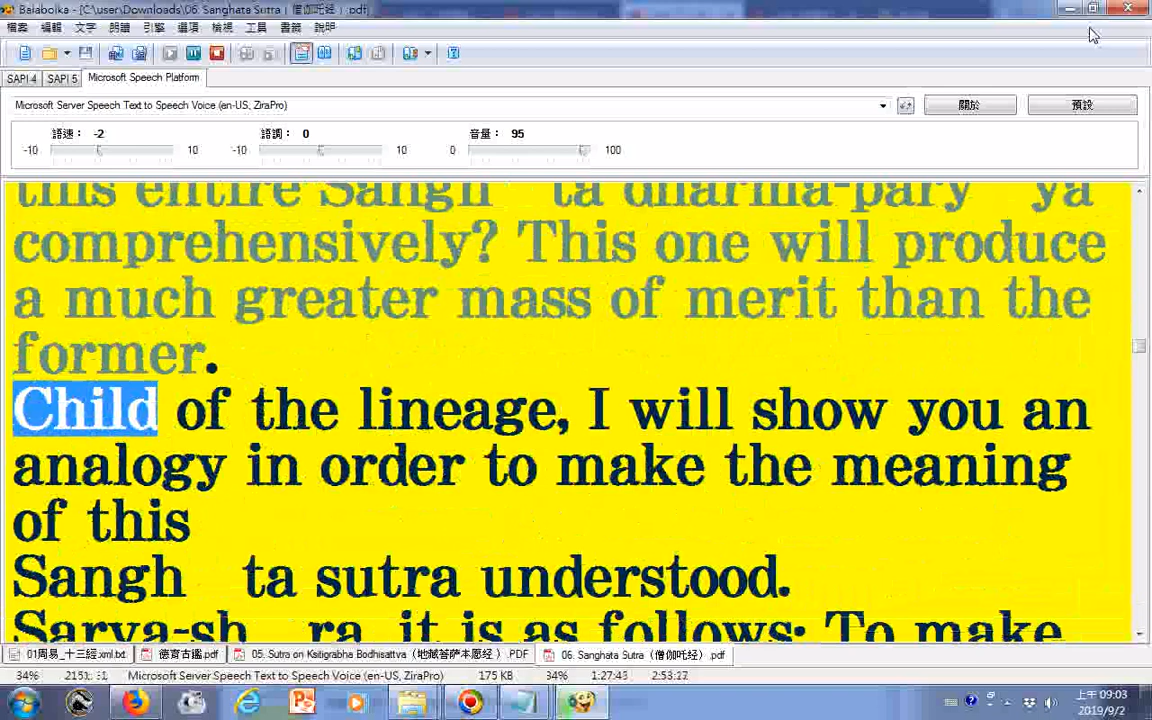 Balabolka - [C:\user\Downloads\06. Sanghata Sutra ( 僧伽吒经 ) .pdf]
檔案 編輯 文字 朗讀 引擎 選項 檢視 工具 書籤 說明
SAPI 4 SAPI 5 Microsoft Speech Platform
Microsoft Server Speech Text to Speech Voice (en-US, ZiraPro) 關於 預設
語速： -2 語調： 0 音量： 95
-10 10 -10 10 0 100
this entire Sangh ta dharma-pary ya
comprehensively? This one will produce
a much greater mass of merit than the
former.
Child of the lineage, I will show you an
analogy in order to make the meaning
of this
Sangh ta sutra understood.
Sarva-sh ra, it is as follows: To make
01周易_十三經.xml.txt 德育古鑑.pdf 05. Sutra on Ksitigrabha Bodhisattva（地藏菩萨本愿经）.PDF 06. Sanghata Sutra（僧伽吒经）.pdf
34% Microsoft Server Speech Text to Speech Voice (en-US, ZiraPro) 175 KB 34% 1:27:43 2:53:27
上午 09:03
2019/9/2